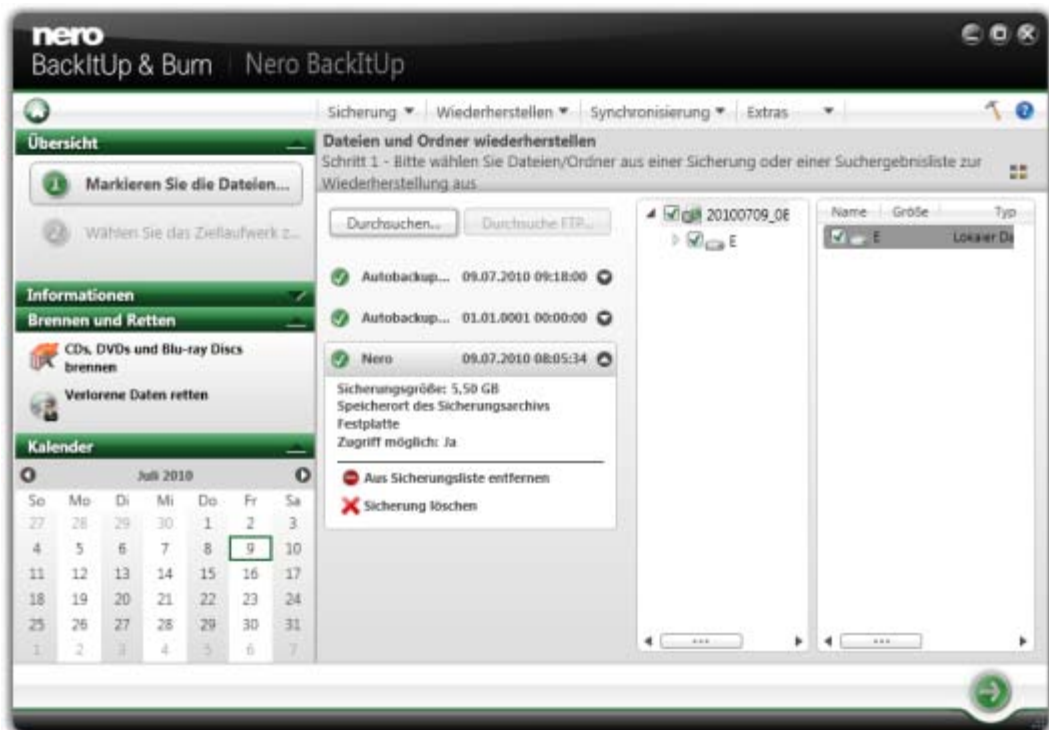 nero
BackItUp & Burn | Nero BackItUp
Sicherung Wiederherstellen Synchronisierung Extras
Übersicht
1 Markieren Sie die Dateien...
2 Wählen Sie das Ziellaufwerk z...
Informationen
Brennen und Retten
CDs, DVDs und Blu-ray Discs
brennen
Verlorene Daten retten
Kalender
Juli 2010
So Mo Di Mi Do Fr Sa
27 28 29 30 1 2 3
4 5 6 7 8 9 10
11 12 13 14 15 16 17
18 19 20 21 22 23 24
25 26 27 28 29 30 31
1 2 3 4 5 6 7
Dateien und Ordner wiederherstellen
Schritt 1 - Bitte wählen Sie Dateien/Ordner aus einer Sicherung oder einer Suchergebnisliste zur
Wiederherstellung aus
Durchsuchen... Durchsuche FTP...
Autobackup... 09.07.2010 09:18:00
Autobackup... 01.01.0001 00:00:00
Nero 09.07.2010 08:05:34
Sicherungsgröße: 5,50 GB
Speicherort des Sicherungsarchivs
Festplatte
Zugriff möglich: Ja
Aus Sicherungsliste entfernen
Sicherung löschen
20100709_08
E
Name Größe Typ
E Lokaler Da